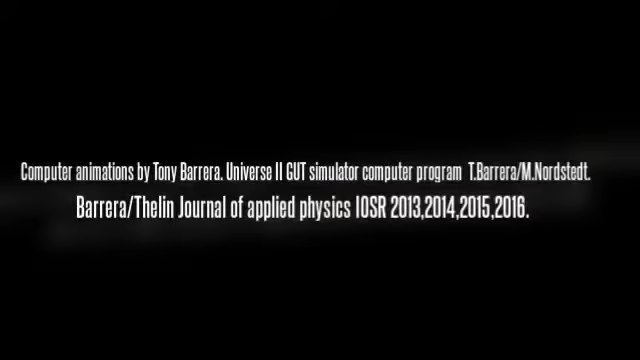 Computer animations by Tony Barrera. Universe II GUT simulator computer program T.Barrera/M.Nordstedt.
Barrera/Thelin Journal of applied physics IOSR 2013,2014,2015,2016.